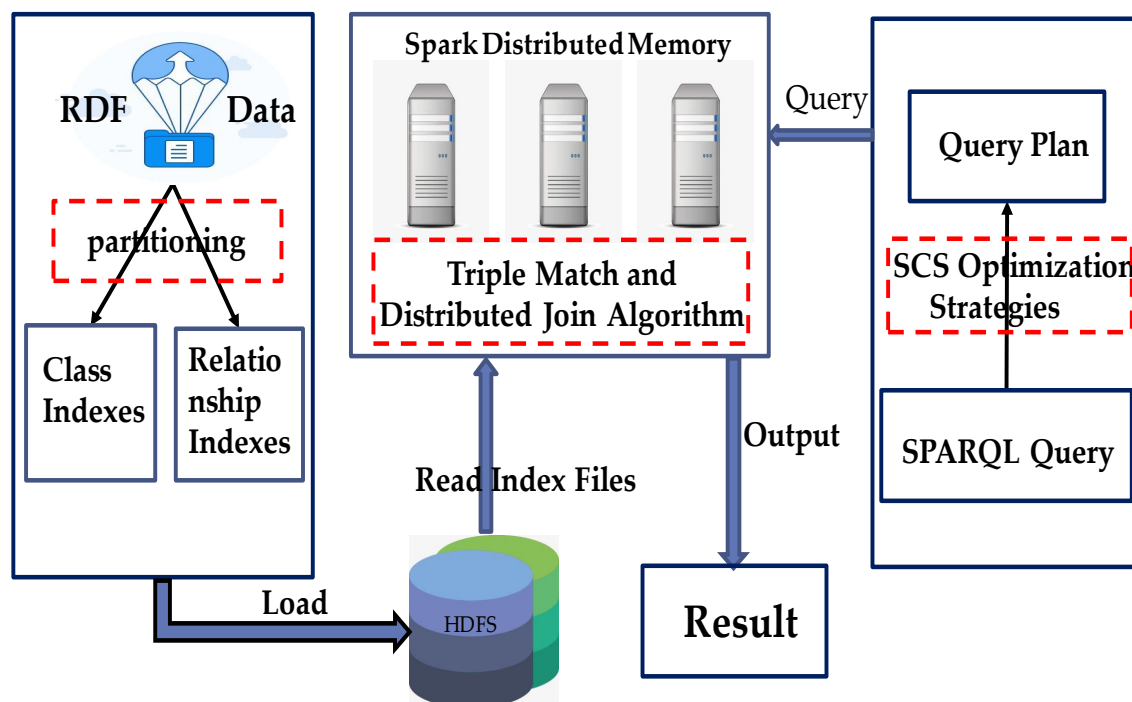 RDF Data
partitioning
Class
Indexes
Relatio
nship
Indexes
Load
HDFS
Read Index Files
Spark Distributed Memory
Triple Match and
Distributed Join Algorithm
Output
Result
Query
Query Plan
SCS Optimization
Strategies
SPARQL Query